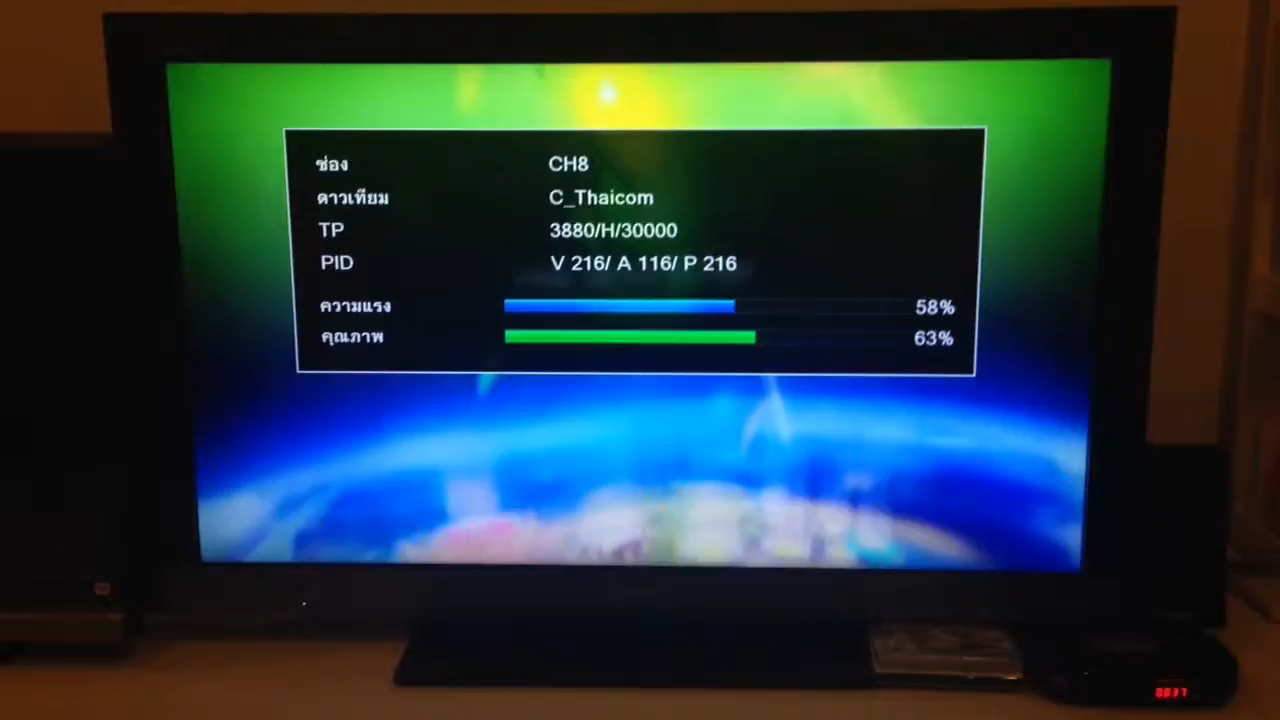 ช่อง CH8
ดาวเทียม C_Thaicom
TP 3880/H/30000
PID V 216/ A 116/ P 216
ความแรง 58%
คุณภาพ 63%
0037